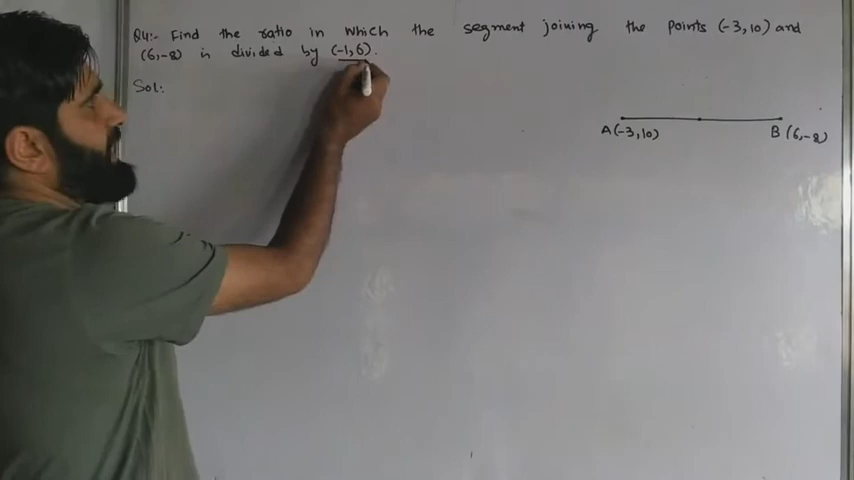 Q4:- Find the ratio in which the segment joining the points (-3,10) and
(6,-8) is divided by (-1,6).
Sol:
A(-3,10) B(6,-8)